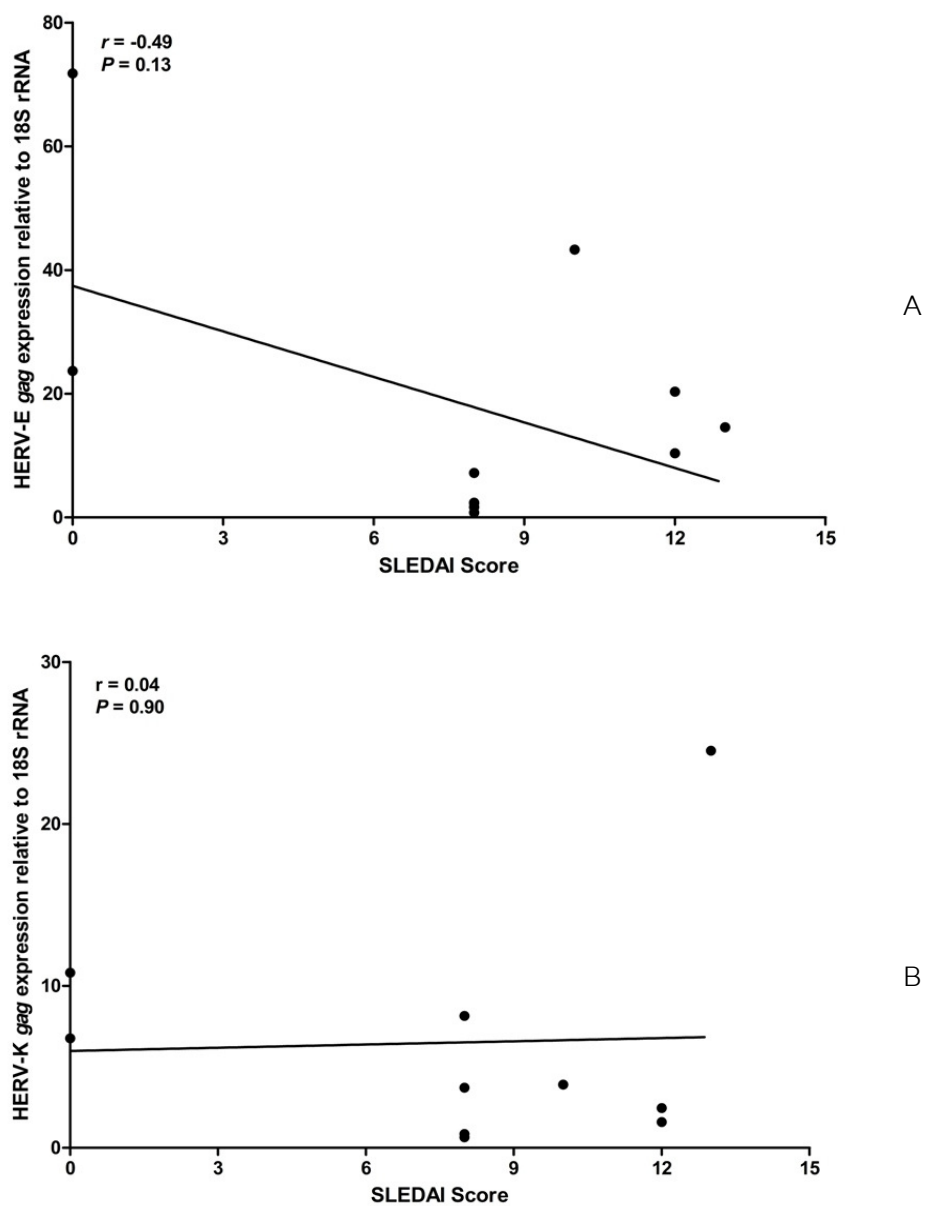 80
r = -0.49
P = 0.13
60
40
20
0
HERV-E gag expression relative to 18S rRNA
0 3 6 9 12 15
SLEDAI Score
A
30
r = 0.04
P = 0.90
20
10
0
HERV-K gag expression relative to 18S rRNA
0 3 6 9 12 15
SLEDAI Score
B